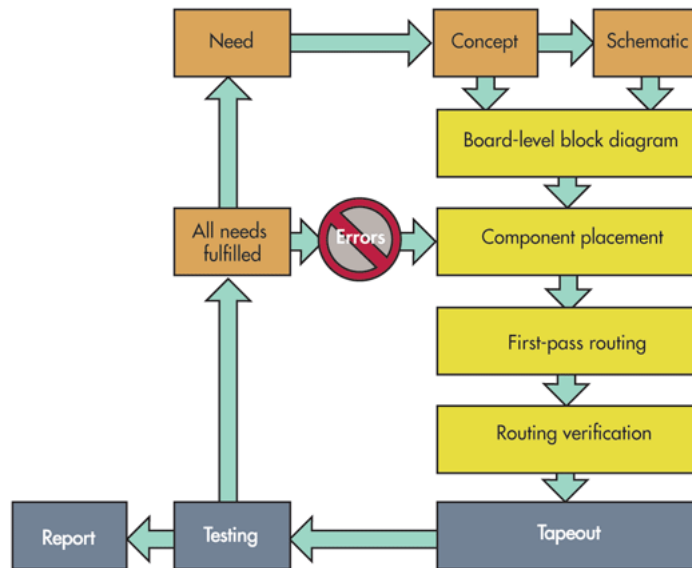 Need
Concept
Schematic
Board-level block diagram
All needs
fulfilled
Errors
Component placement
First-pass routing
Routing verification
Report
Testing
Tapeout